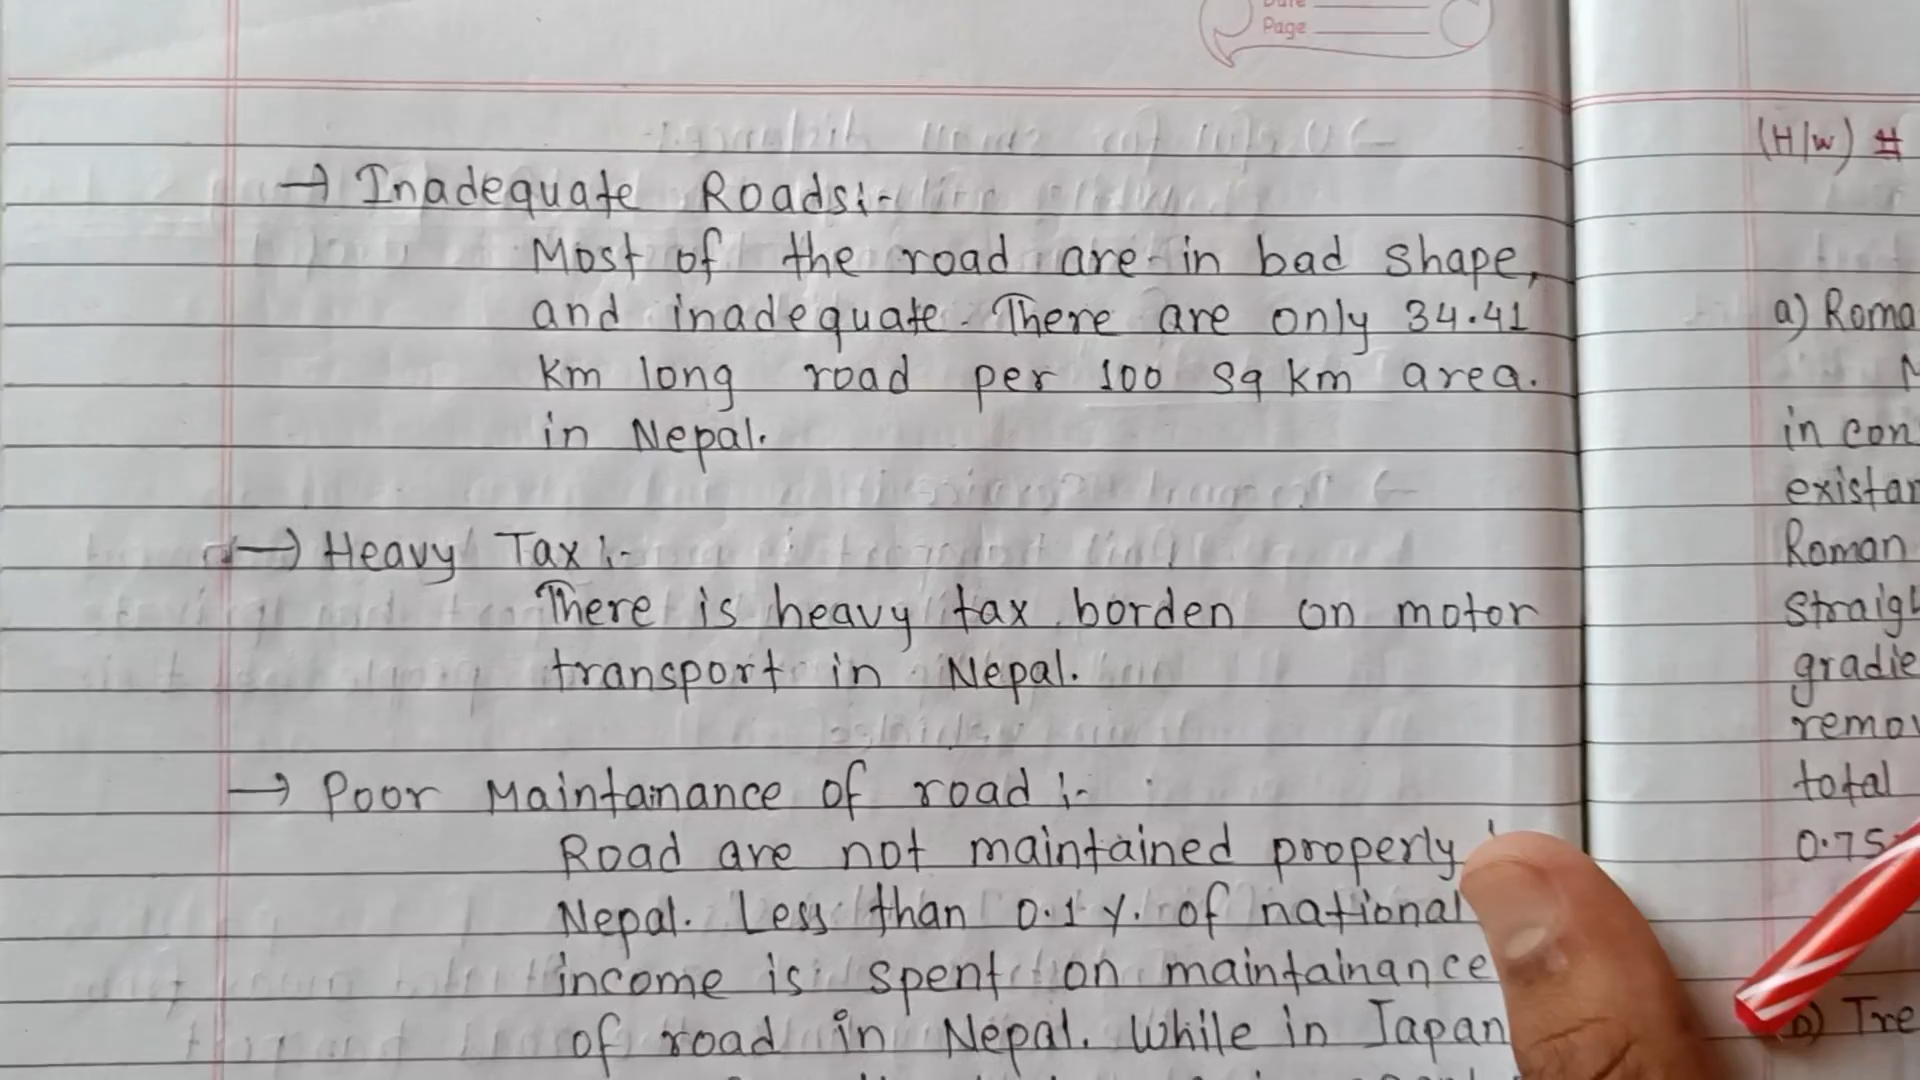 Page
→ Inadequate Roads:-
Most of the road are in bad shape,
and inadequate. There are only 34.41
km long road per 100 sq km area.
in Nepal.
→ Heavy Tax :-
There is heavy tax borden on motor
transport in Nepal.
→ Poor Maintanance of road :-
Road are not maintained properly
Nepal. Less than 0.1 %. of national
income is spent on maintainance
of road in Nepal. While in Japan
(H/W) #
a) Roma
in con
existan
Roman
Straig
gradie
remov
total
0.75
b) Tre